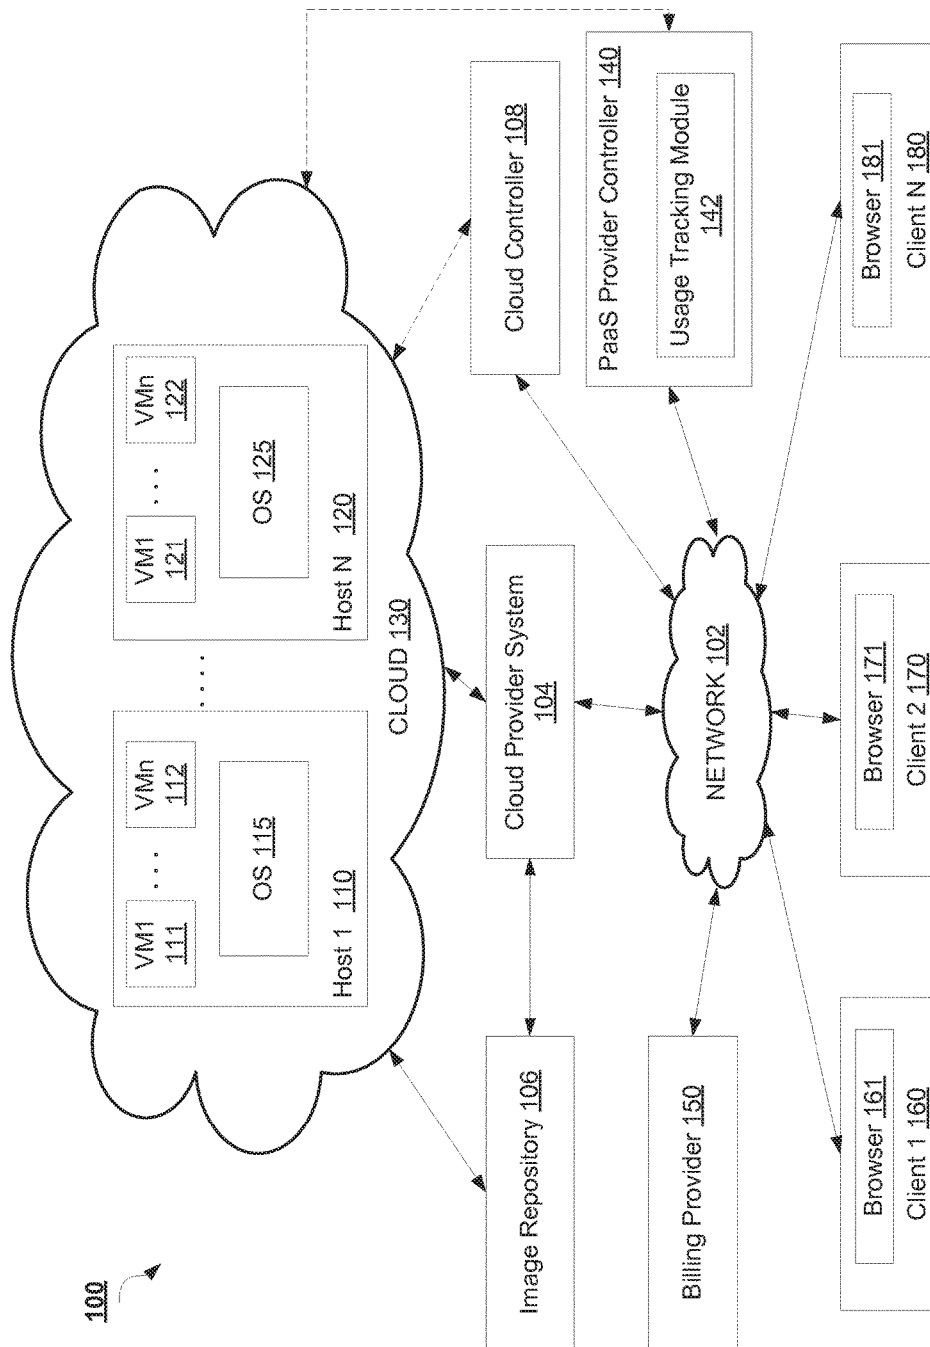 100
VM1
111
. . .
VMn
112
OS 115
Host 1 110
. . . .
VM1
121
. . .
VMn
122
OS 125
Host N 120
CLOUD 130
Image Repository 106
Cloud Provider System
104
Cloud Controller 108
PaaS Provider Controller 140
Usage Tracking Module
142
Billing Provider 150
NETWORK 102
Browser 161
Client 1 160
Browser 171
Client 2 170
Browser 181
Client N 180